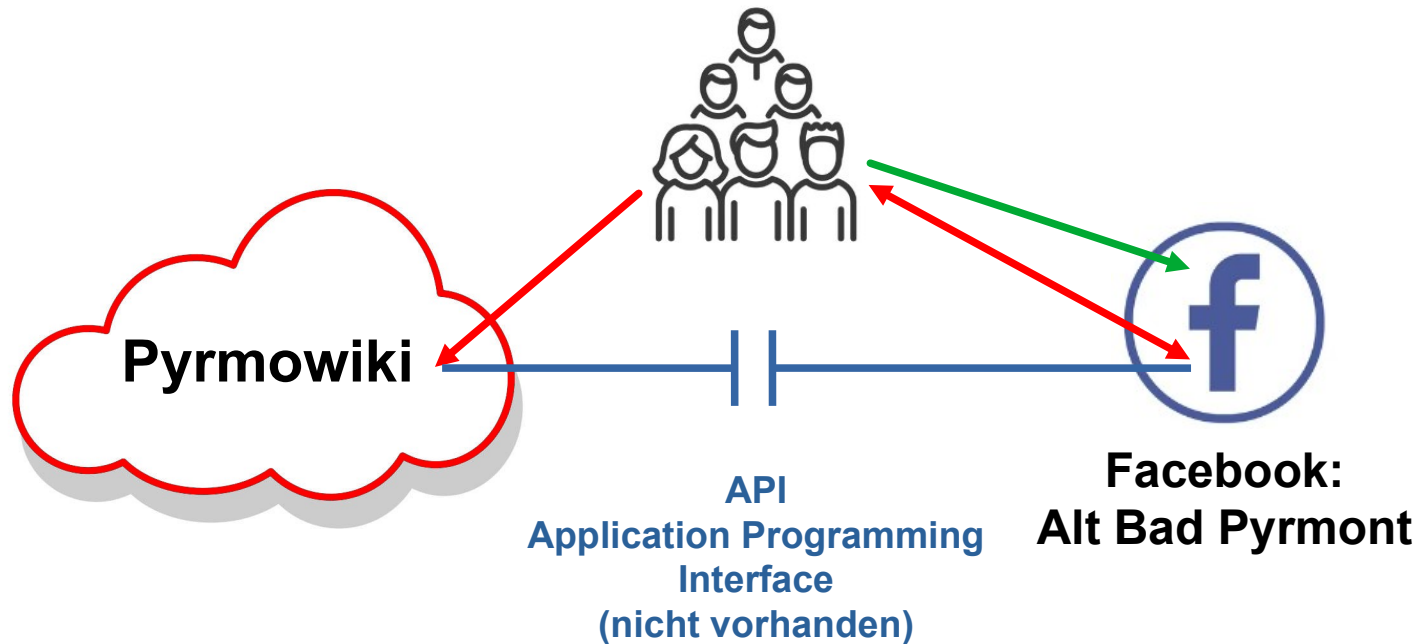 Pyrmowiki
f
Facebook:
Alt Bad Pyrmont
API
Application Programming
Interface
(nicht vorhanden)